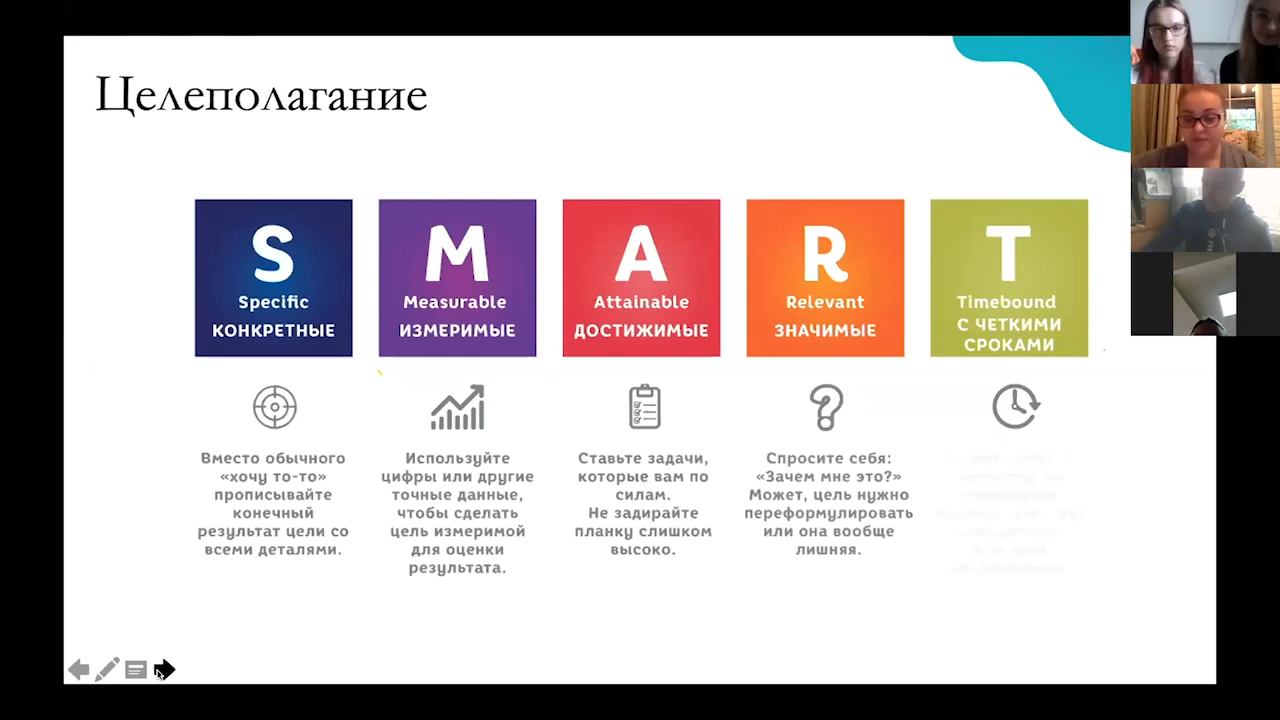 Целеполагание
S
Specific
КОНКРЕТНЫЕ
M
Measurable
ИЗМЕРИМЫЕ
A
Attainable
ДОСТИЖИМЫЕ
R
Relevant
ЗНАЧИМЫЕ
T
Timebound
С ЧЕТКИМИ
СРОКАМИ
Вместо обычного
«хочу то-то»
прописывайте
конечный
результат цели со
всеми деталями.
Используйте
цифры или другие
точные данные,
чтобы сделать
цель измеримой
для оценки
результата.
Ставьте задачи,
которые вам по
силам.
Не задирайте
планку слишком
высоко.
Спросите себя:
«Зачем мне это?»
Может, цель нужно
переформулировать
или она вообще
лишняя.